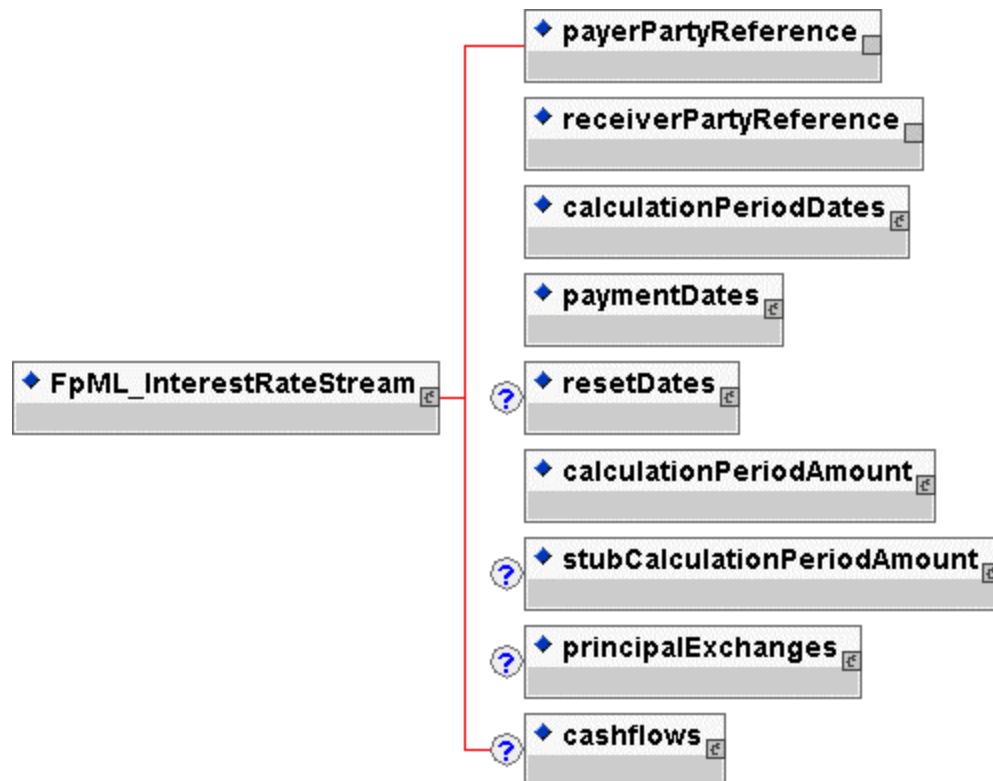 payerPartyReference
receiverPartyReference
calculationPeriodDates
paymentDates
FpML_InterestRateStream
? resetDates
calculationPeriodAmount
? stubCalculationPeriodAmount
? principalExchanges
? cashflows